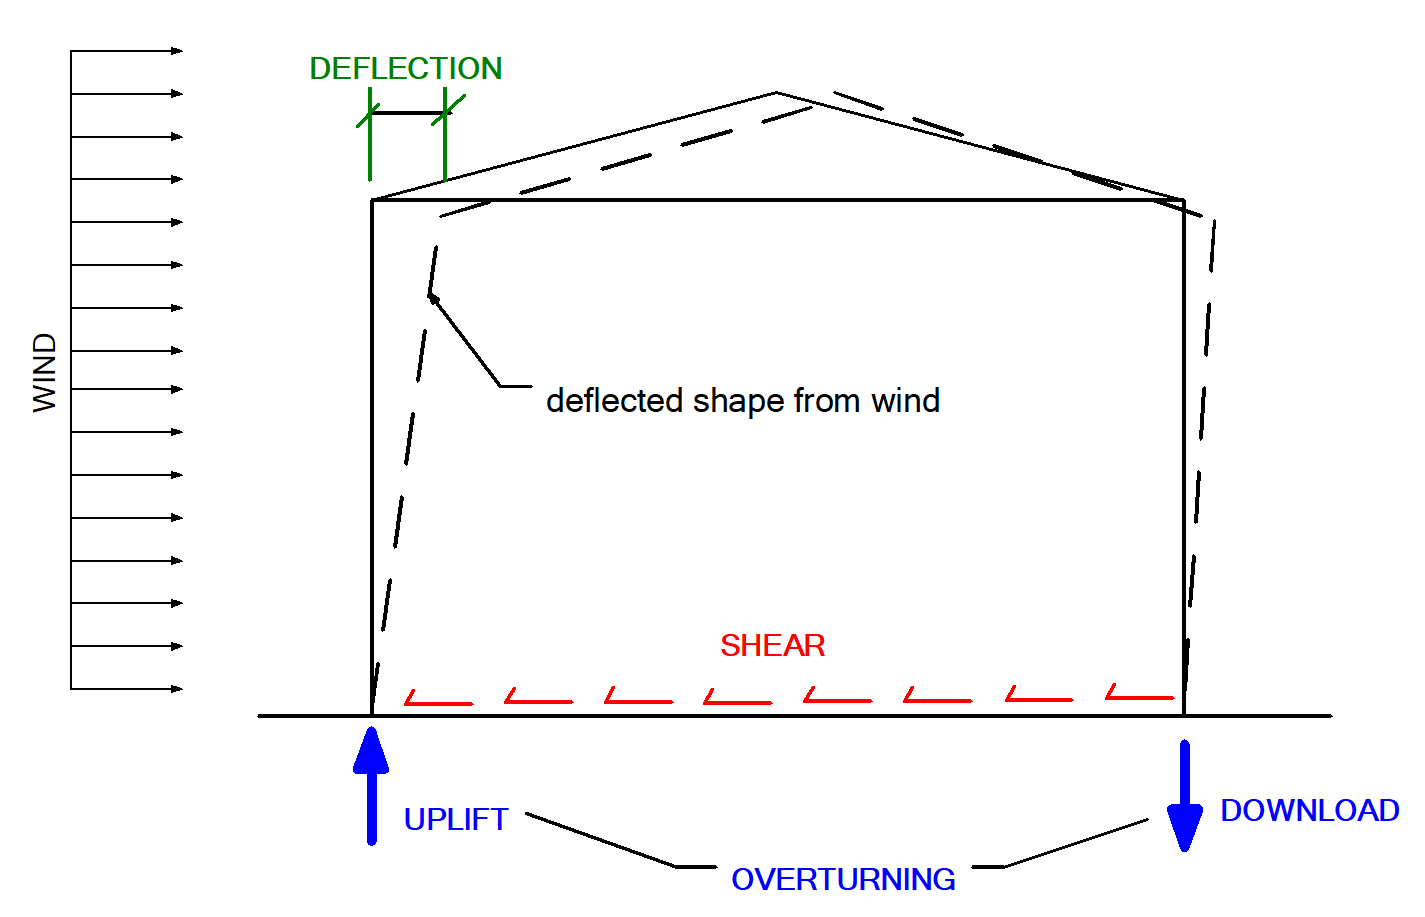 DEFLECTION
WIND
deflected shape from wind
SHEAR
UPLIFT
DOWNLOAD
OVERTURNING